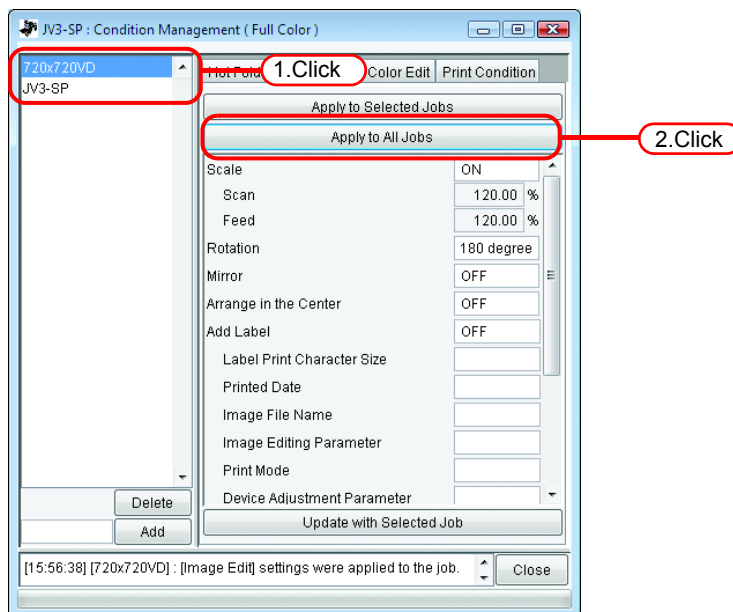 JV3-SP : Condition Management ( Full Color )
720x720VD
JV3-SP
1.Click
Color Edit
Print Condition
Apply to Selected Jobs
Apply to All Jobs
2.Click
Scale ON
Scan 120.00 %
Feed 120.00 %
Rotation 180 degree
Mirror OFF
Arrange in the Center OFF
Add Label OFF
Label Print Character Size
Printed Date
Image File Name
Image Editing Parameter
Print Mode
Device Adjustment Parameter
Delete
Add
Update with Selected Job
[15:56:38] [720x720VD] : [Image Edit] settings were applied to the job.
Close